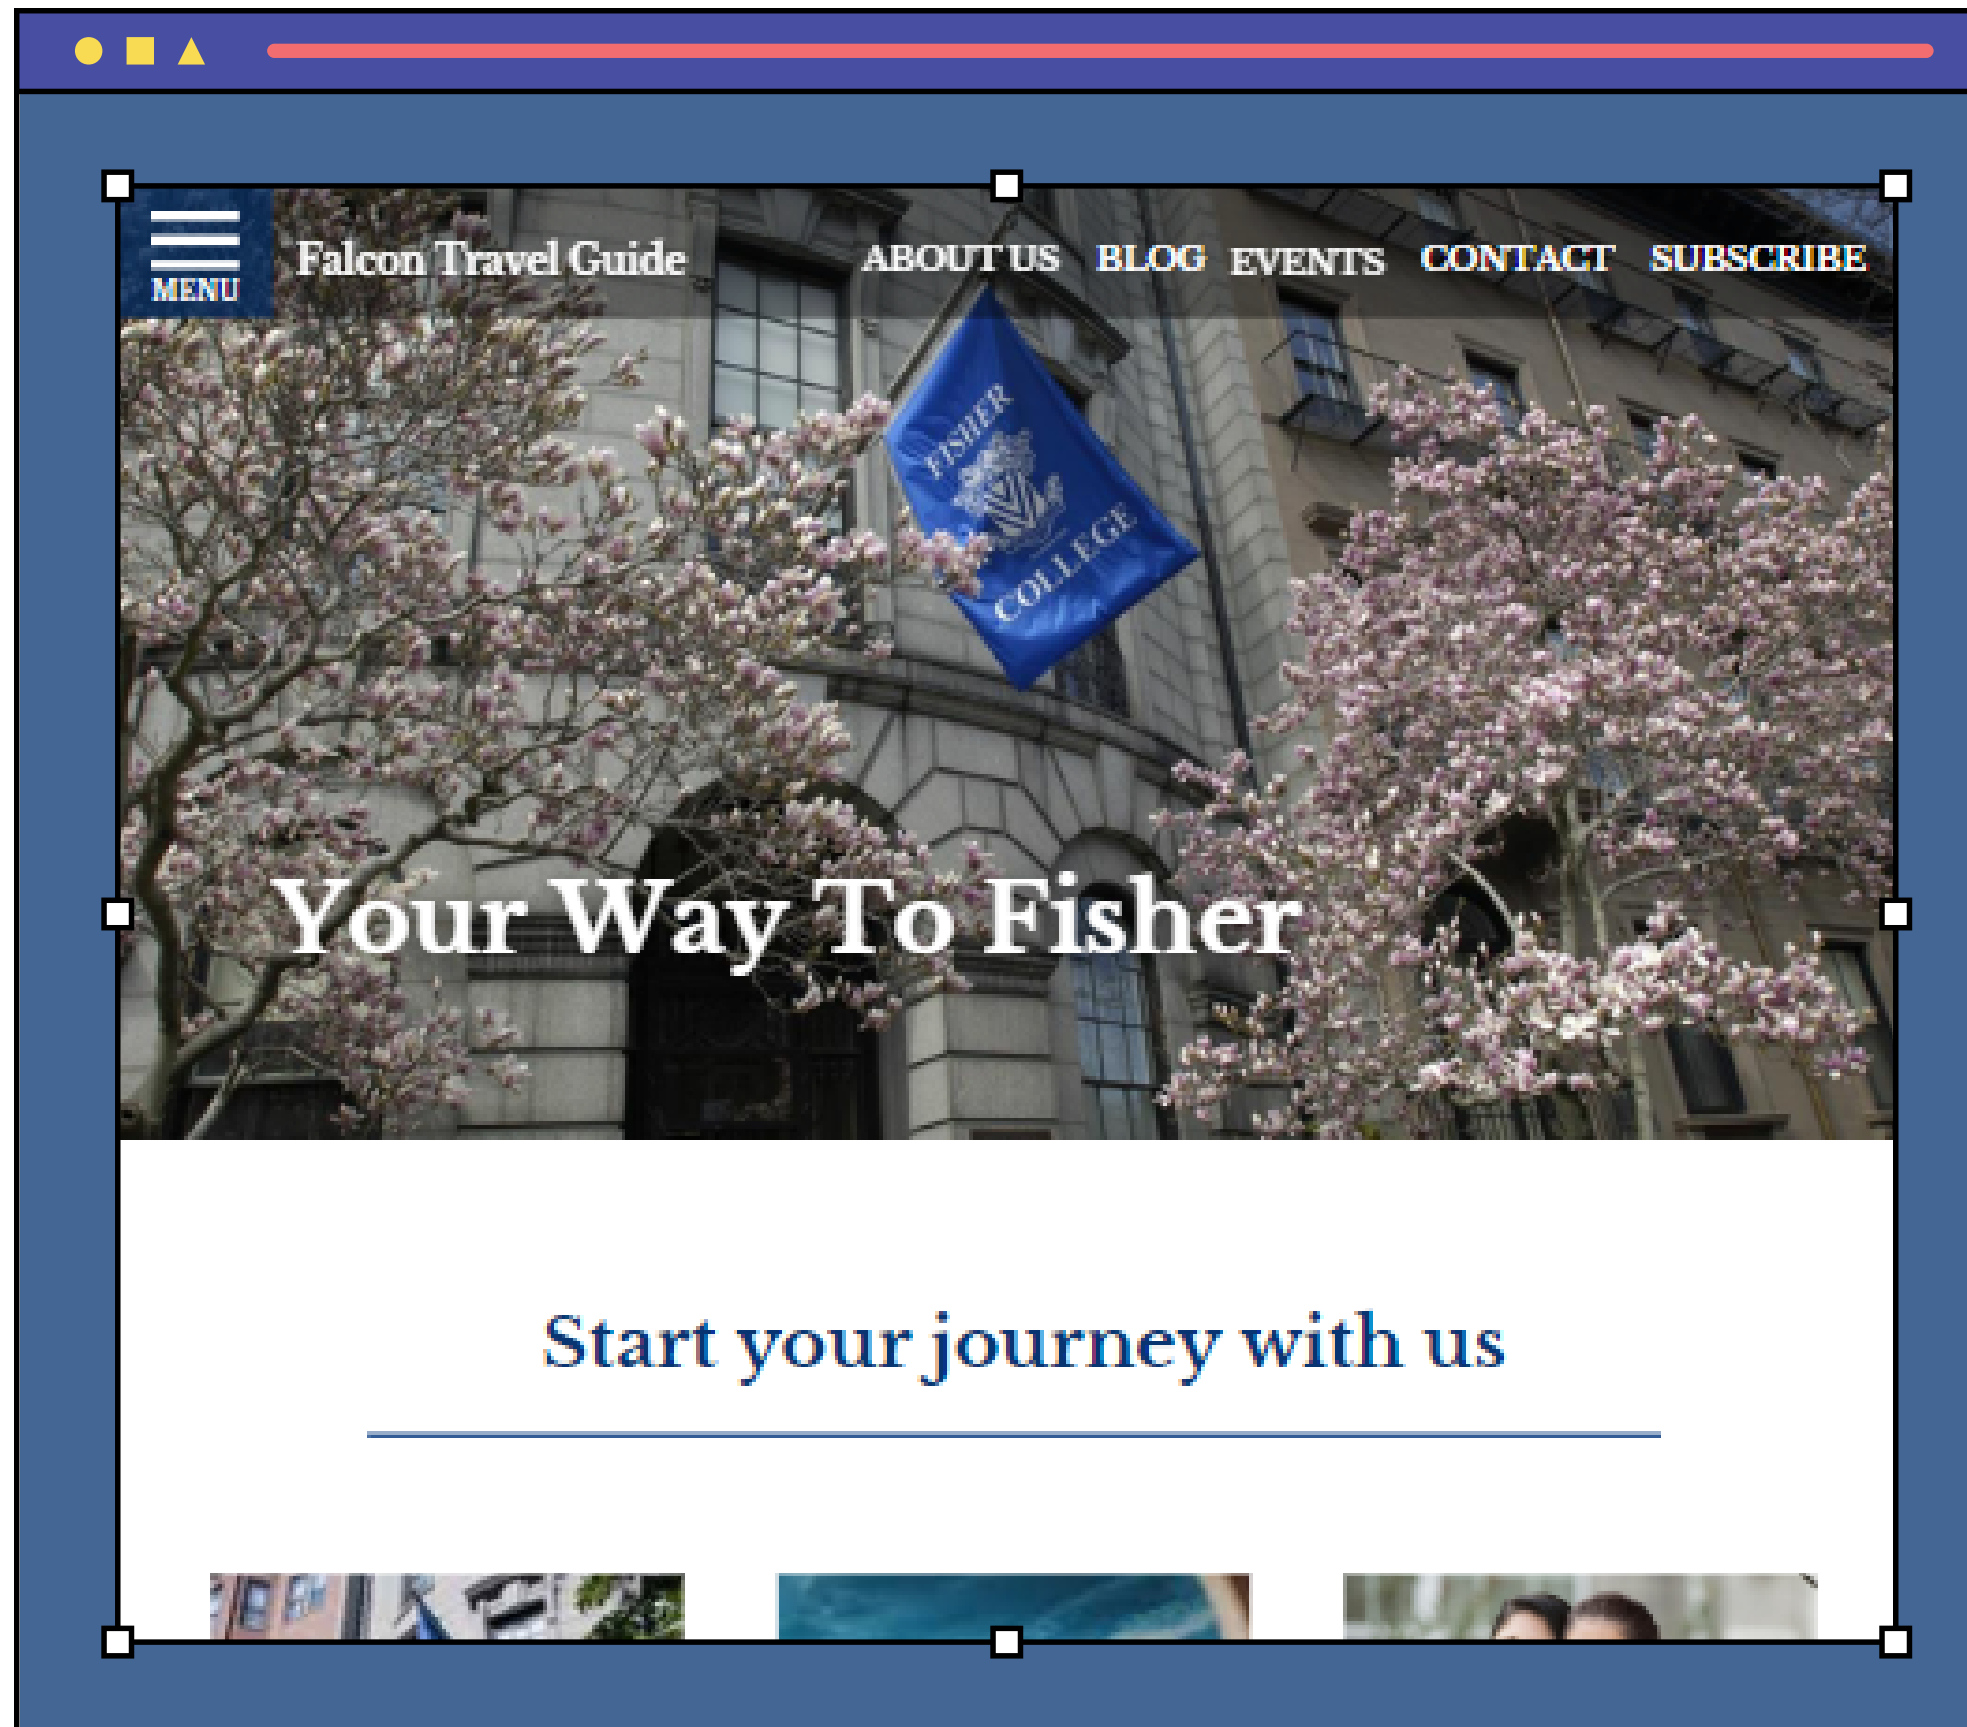 MENU
Falcon Travel Guide
ABOUT US
BLOG
EVENTS
CONTACT
SUBSCRIBE
FISHER
COLLEGE
Your Way To Fisher
Start your journey with us